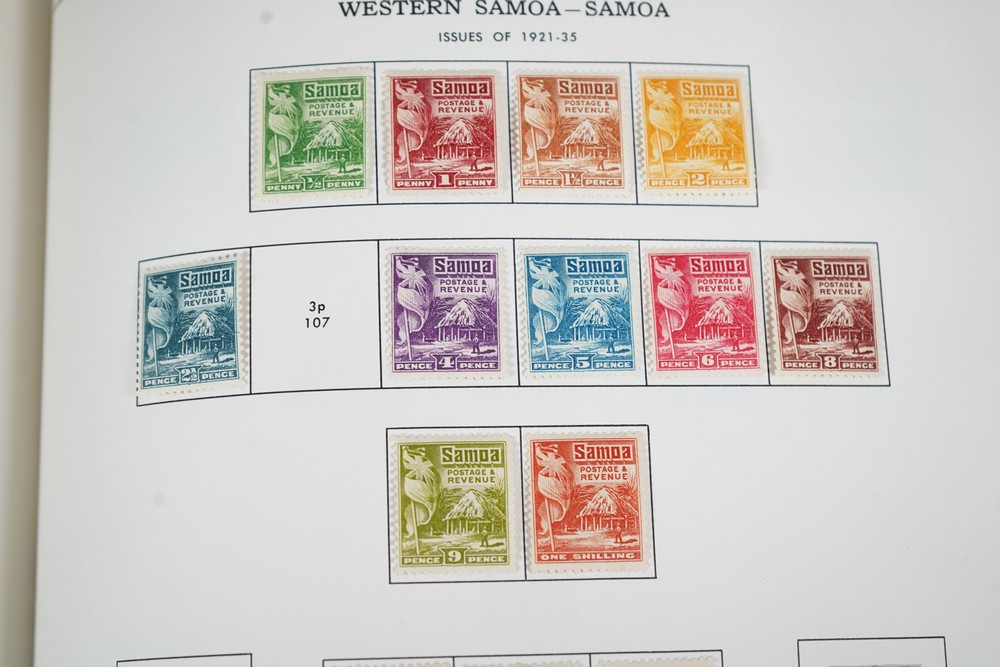 WESTERN SAMOA – SAMOA
ISSUES OF 1921-35
Samoa
POSTAGE &
REVENUE
PENNY ½ PENNY
Samoa
POSTAGE &
REVENUE
PENNY 1 PENNY
Samoa
POSTAGE &
REVENUE
PENCE 1½ PENCE
Samoa
POSTAGE &
REVENUE
PENCE 2 PENCE
Samoa
POSTAGE &
REVENUE
PENCE 2½ PENCE
3p
107
Samoa
POSTAGE &
REVENUE
PENCE 4 PENCE
Samoa
POSTAGE &
REVENUE
PENCE 5 PENCE
Samoa
POSTAGE &
REVENUE
PENCE 6 PENCE
Samoa
POSTAGE &
REVENUE
PENCE 8 PENCE
Samoa
POSTAGE &
REVENUE
PENCE 9 PENCE
Samoa
POSTAGE &
REVENUE
ONE SHILLING